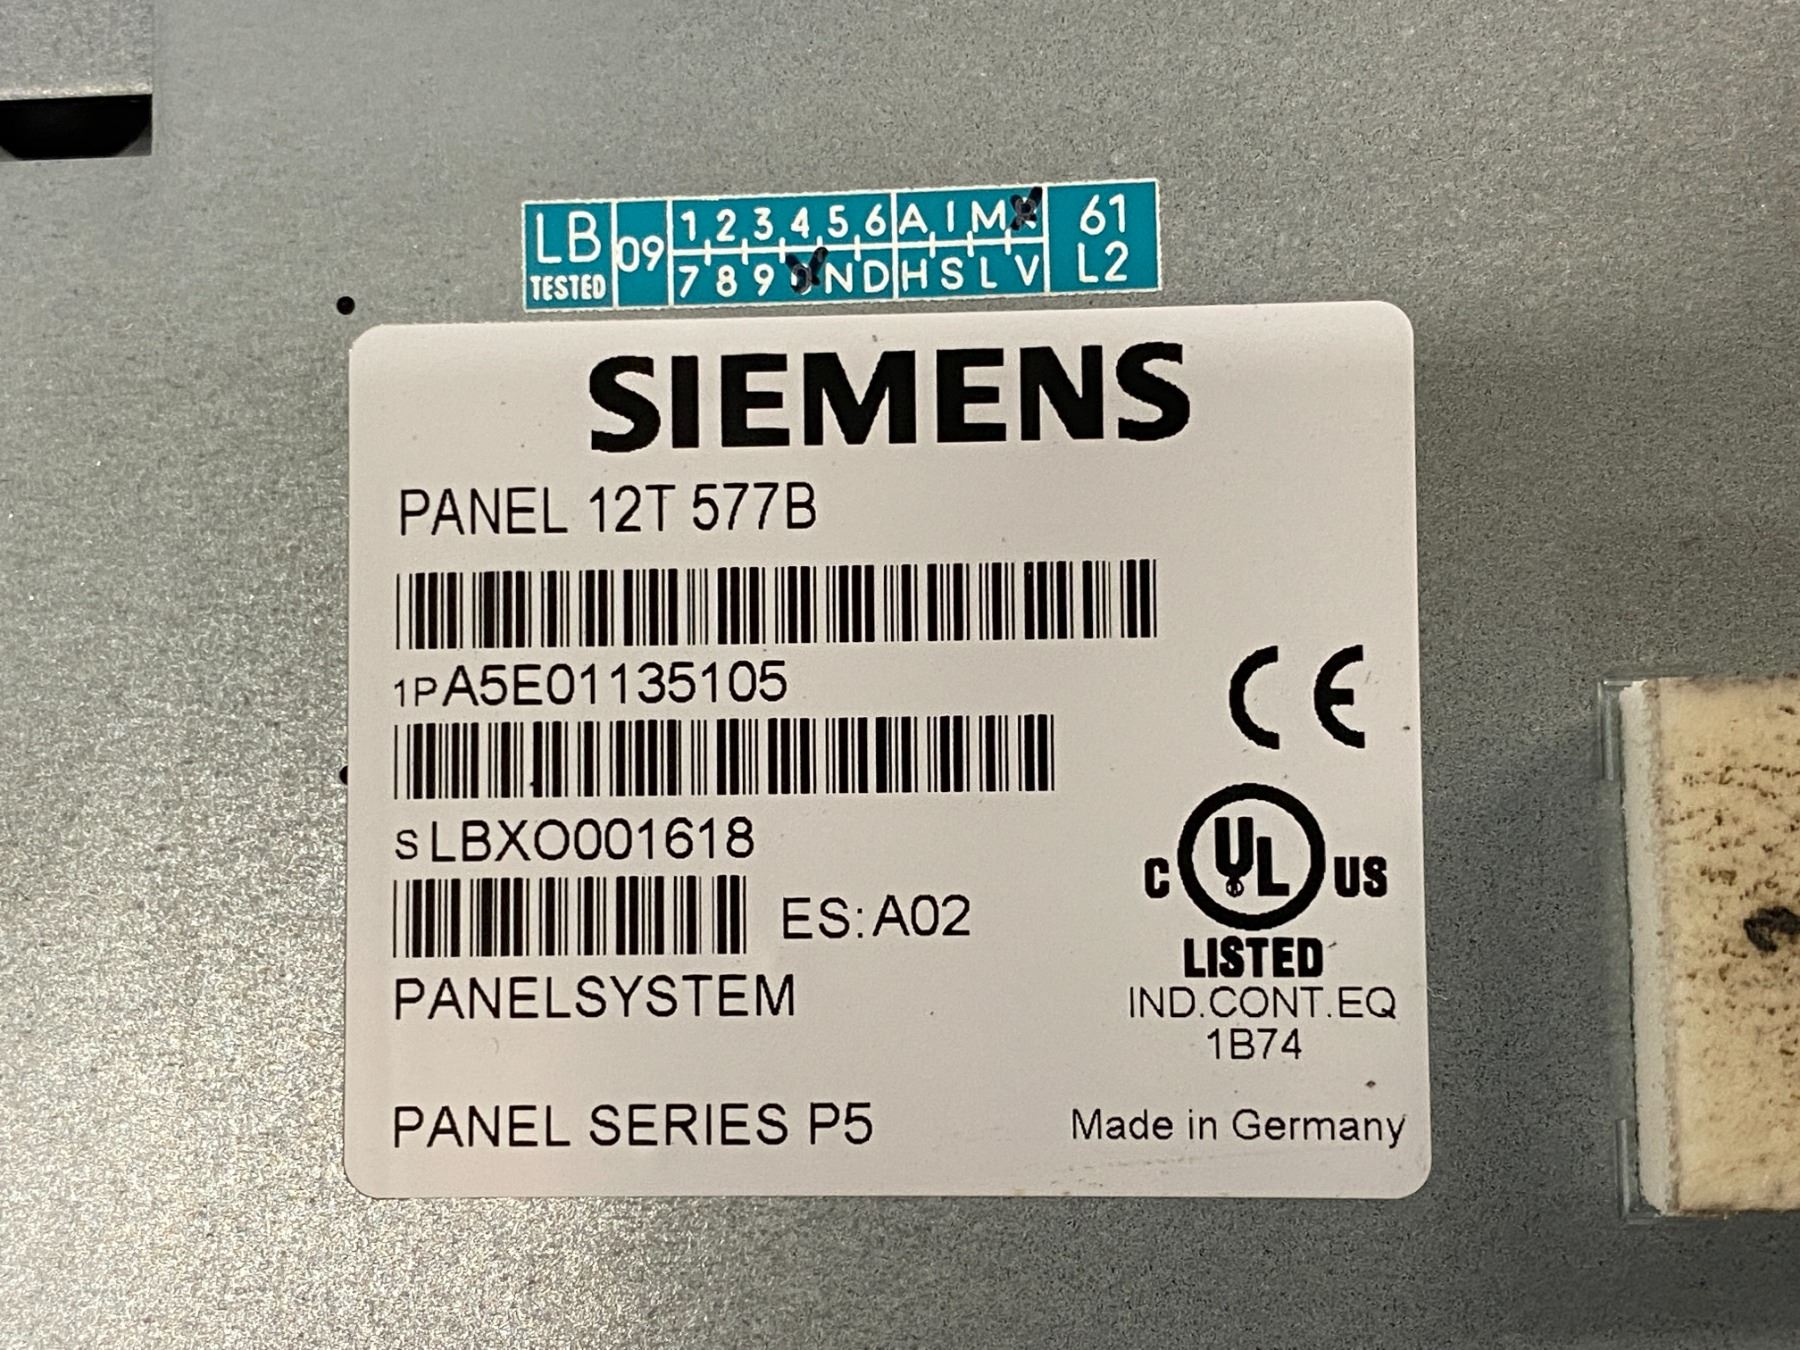 LB 09 1 2 3 4 5 6 A I M 61
TESTED 7 8 9 N D H S L V L2
SIEMENS
PANEL 12T 577B
1P A5E01135105
S LBXO001618
ES: A02
PANELSYSTEM
PANEL SERIES P5
CE
C UL US
LISTED
IND.CONT.EQ
1B74
Made in Germany